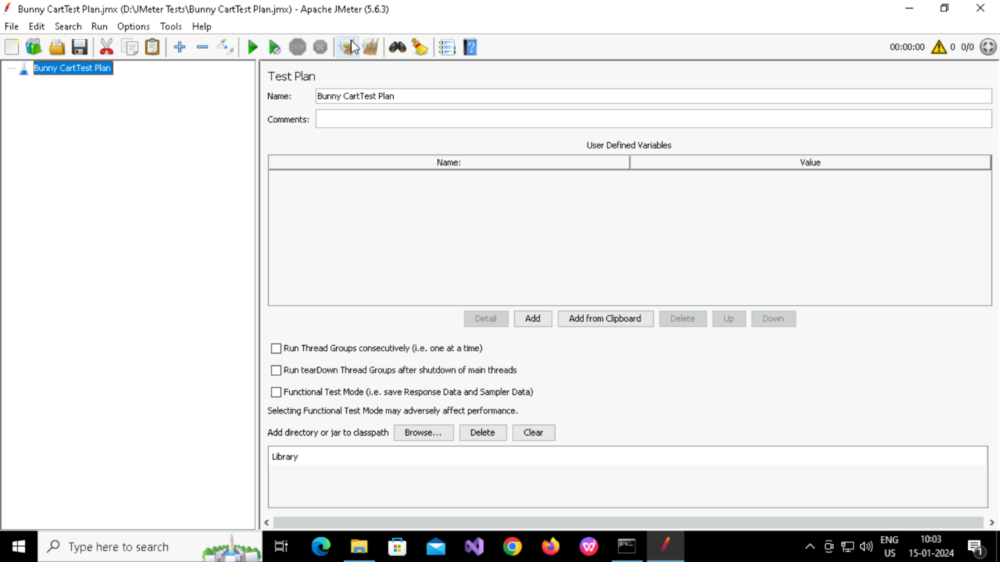 Bunny CartTest Plan.jmx (D:\JMeter Tests\Bunny CartTest Plan.jmx) - Apache JMeter (5.6.3)
File Edit Search Run Options Tools Help
STOP
00:00:00 0 0/0
Bunny CartTest Plan
Test Plan
Name: Bunny CartTest Plan
Comments:
User Defined Variables
Name: Value
Detail Add Add from Clipboard Delete Up Down
Run Thread Groups consecutively (i.e. one at a time)
Run tearDown Thread Groups after shutdown of main threads
Functional Test Mode (i.e. save Response Data and Sampler Data)
Selecting Functional Test Mode may adversely affect performance.
Add directory or jar to classpath Browse... Delete Clear
Library
Type here to search
ENG
US
10:03
15-01-2024
1